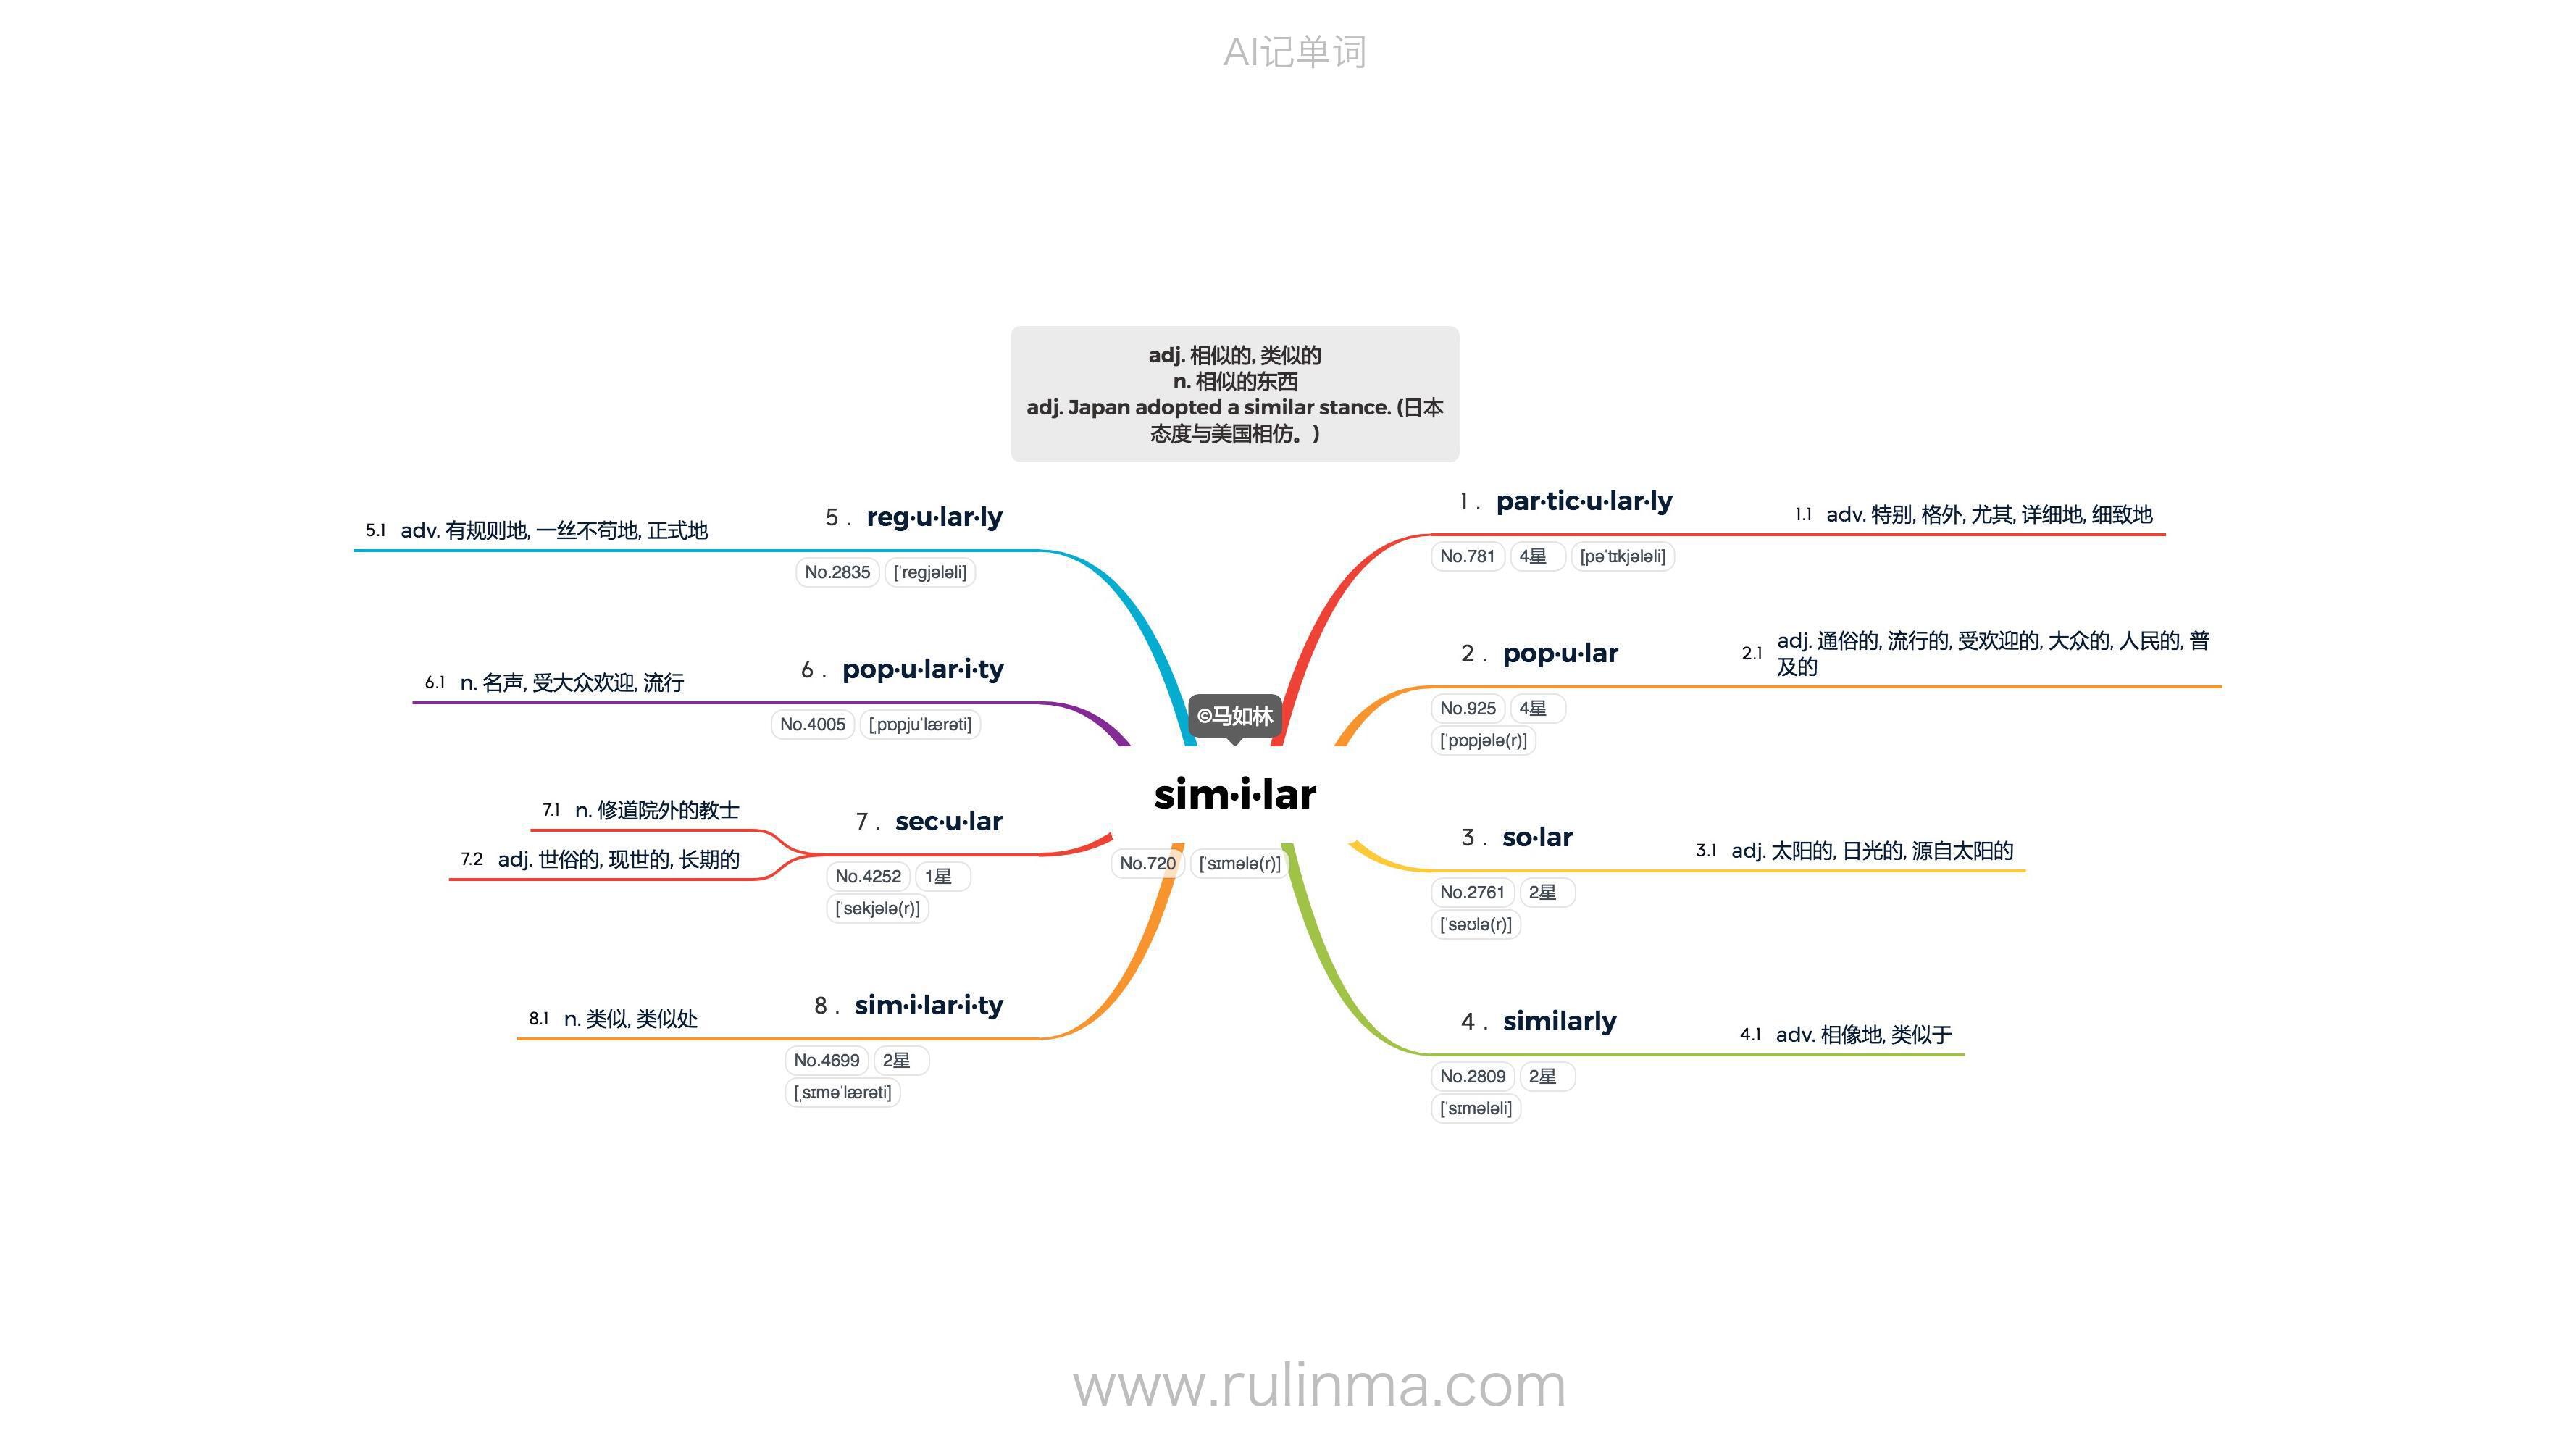 AI记单词
adj. 相似的, 类似的
n. 相似的东西
adj. Japan adopted a similar stance. (日本
态度与美国相仿。)
©马如林
sim·i·lar
No.720 [ˈsɪmələ(r)]
1 . par·tic·u·lar·ly
No.781 4星 [pəˈtɪkjələli]
1.1 adv. 特别, 格外, 尤其, 详细地, 细致地
2 . pop·u·lar
No.925 4星
[ˈpɒpjələ(r)]
2.1 adj. 通俗的, 流行的, 受欢迎的, 大众的, 人民的, 普
及的
3 . so·lar
No.2761 2星
[ˈsəʊlə(r)]
3.1 adj. 太阳的, 日光的, 源自太阳的
4 . similarly
No.2809 2星
[ˈsɪmələli]
4.1 adv. 相像地, 类似于
5 . reg·u·lar·ly
No.2835 [ˈreɡjələli]
5.1 adv. 有规则地, 一丝不苟地, 正式地
6 . pop·u·lar·i·ty
No.4005 [ˌpɒpjuˈlærəti]
6.1 n. 名声, 受大众欢迎, 流行
7 . sec·u·lar
No.4252 1星
[ˈsekjələ(r)]
7.1 n. 修道院外的教士
7.2 adj. 世俗的, 现世的, 长期的
8 . sim·i·lar·i·ty
No.4699 2星
[ˌsɪməˈlærəti]
8.1 n. 类似, 类似处
www.rulinma.com